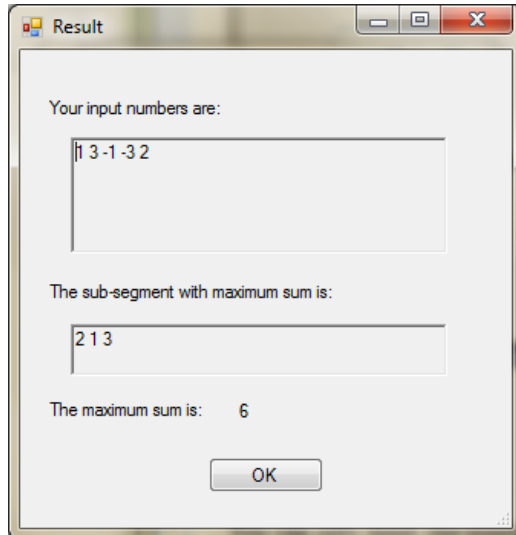 Result
Your input numbers are:
1 3 -1 -3 2
The sub-segment with maximum sum is:
2 1 3
The maximum sum is: 6
OK